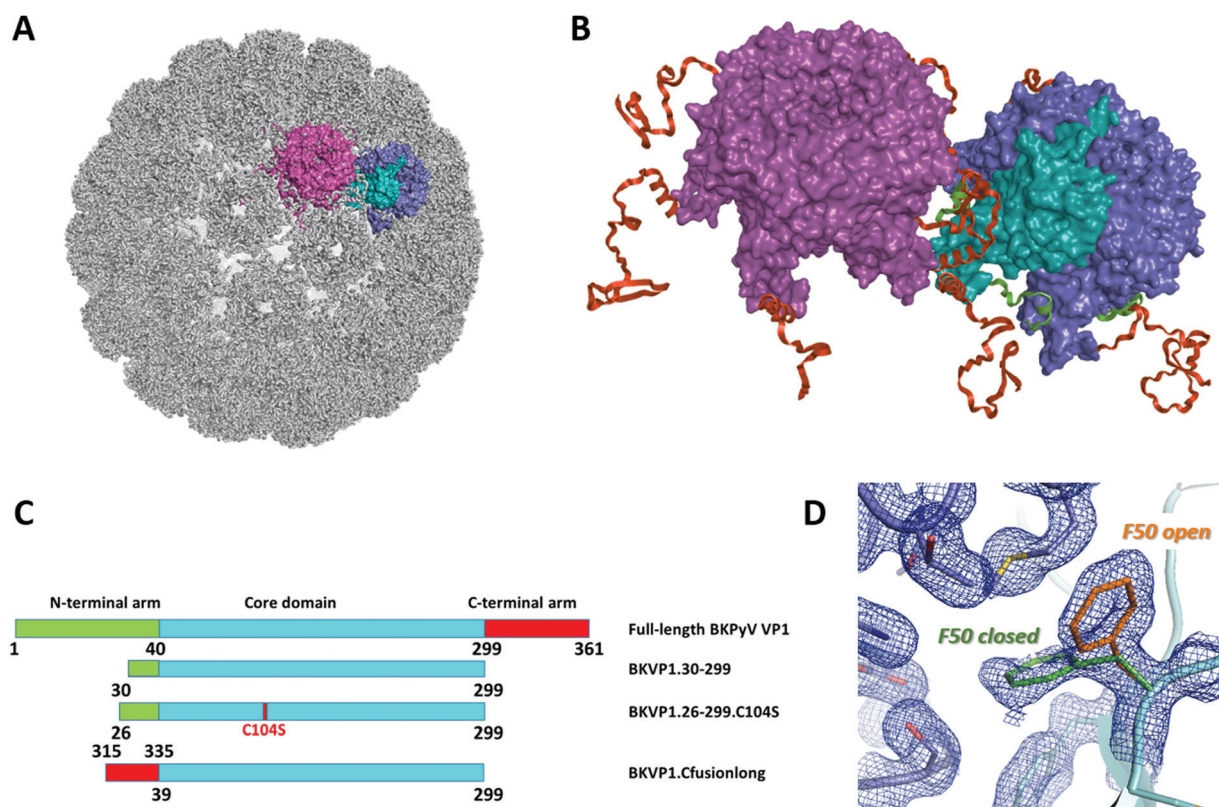 A
B
C
N-terminal arm Core domain C-terminal arm
Full-length BKPyV VP1
1 40 299 361
BKVP1.30-299
30 299
BKVP1.26-299.C104S
26 C104S 299
315 335
BKVP1.Cfusionlong
39 299
D
F50 open
F50 closed